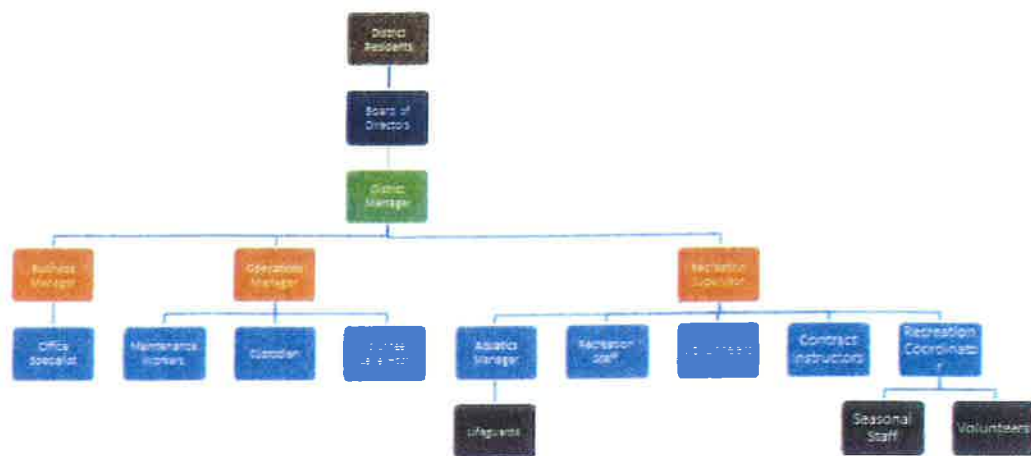 District
Residents
Board of
Directors
District
Manager
Business
Manager
Operations
Manager
Recreation
Supervisor
Office
Specialist
Maintenance
Workers
Custodian
Aquatics
Manager
Recreation
Staff
Volunteers
Contract
Instructors
Recreation
Coordinato
r
Lifeguards
Seasonal
Staff
Volunteers